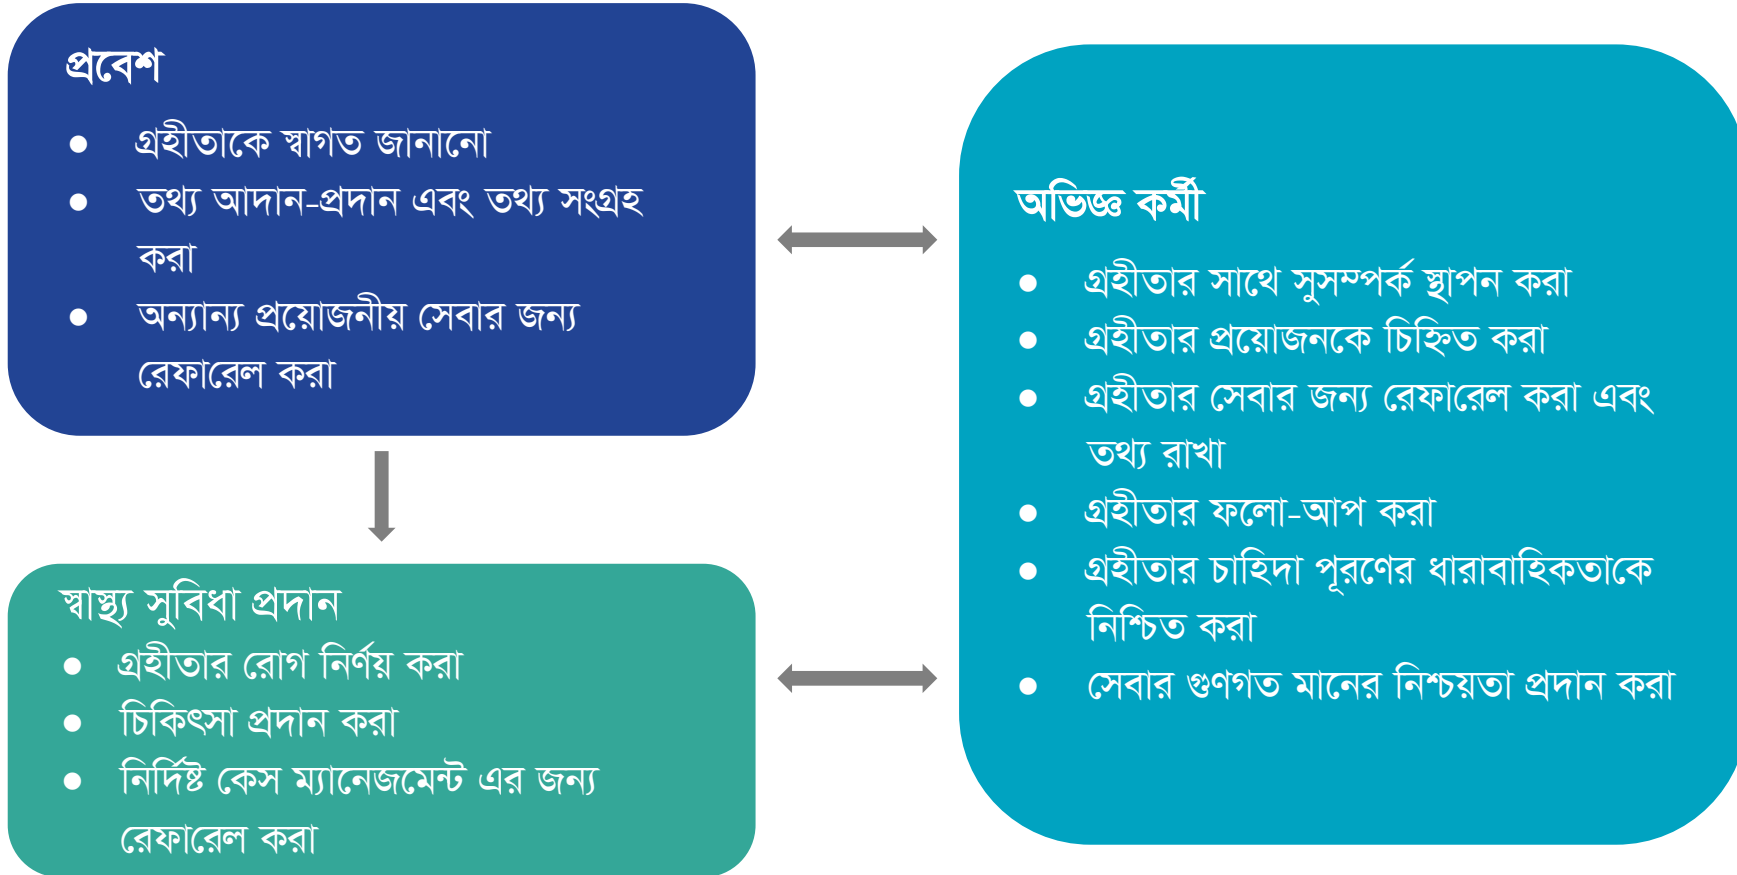 প্রবেশ
● গ্রহীতাকে স্বাগত জানানো
● তথ্য আদান-প্রদান এবং তথ্য সংগ্রহ
করা
● অন্যান্য প্রয়োজনীয় সেবার জন্য
রেফারেল করা
স্বাস্থ্য সুবিধা প্রদান
● গ্রহীতার রোগ নির্ণয় করা
● চিকিৎসা প্রদান করা
● নির্দিষ্ট কেস ম্যানেজমেন্ট এর জন্য
রেফারেল করা
অভিজ্ঞ কর্মী
● গ্রহীতার সাথে সুসম্পর্ক স্থাপন করা
● গ্রহীতার প্রয়োজনকে চিহ্নিত করা
● গ্রহীতার সেবার জন্য রেফারেল করা এবং
তথ্য রাখা
● গ্রহীতার ফলো-আপ করা
● গ্রহীতার চাহিদা পূরণের ধারাবাহিকতাকে
নিশ্চিত করা
● সেবার গুণগত মানের নিশ্চয়তা প্রদান করা